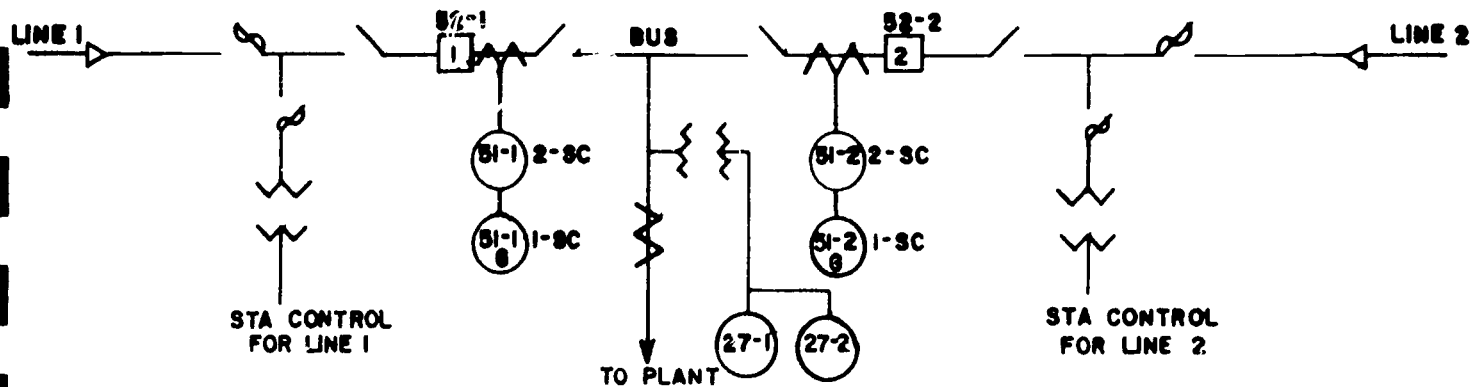 LINE 1
52-1
1
BUS
52-2
2
LINE 2
51-1 2-SC
51-1 G 1-SC
51-2 2-SC
51-2 G 1-SC
STA CONTROL
FOR LINE 1
27-1
27-2
TO PLANT
STA CONTROL
FOR LINE 2